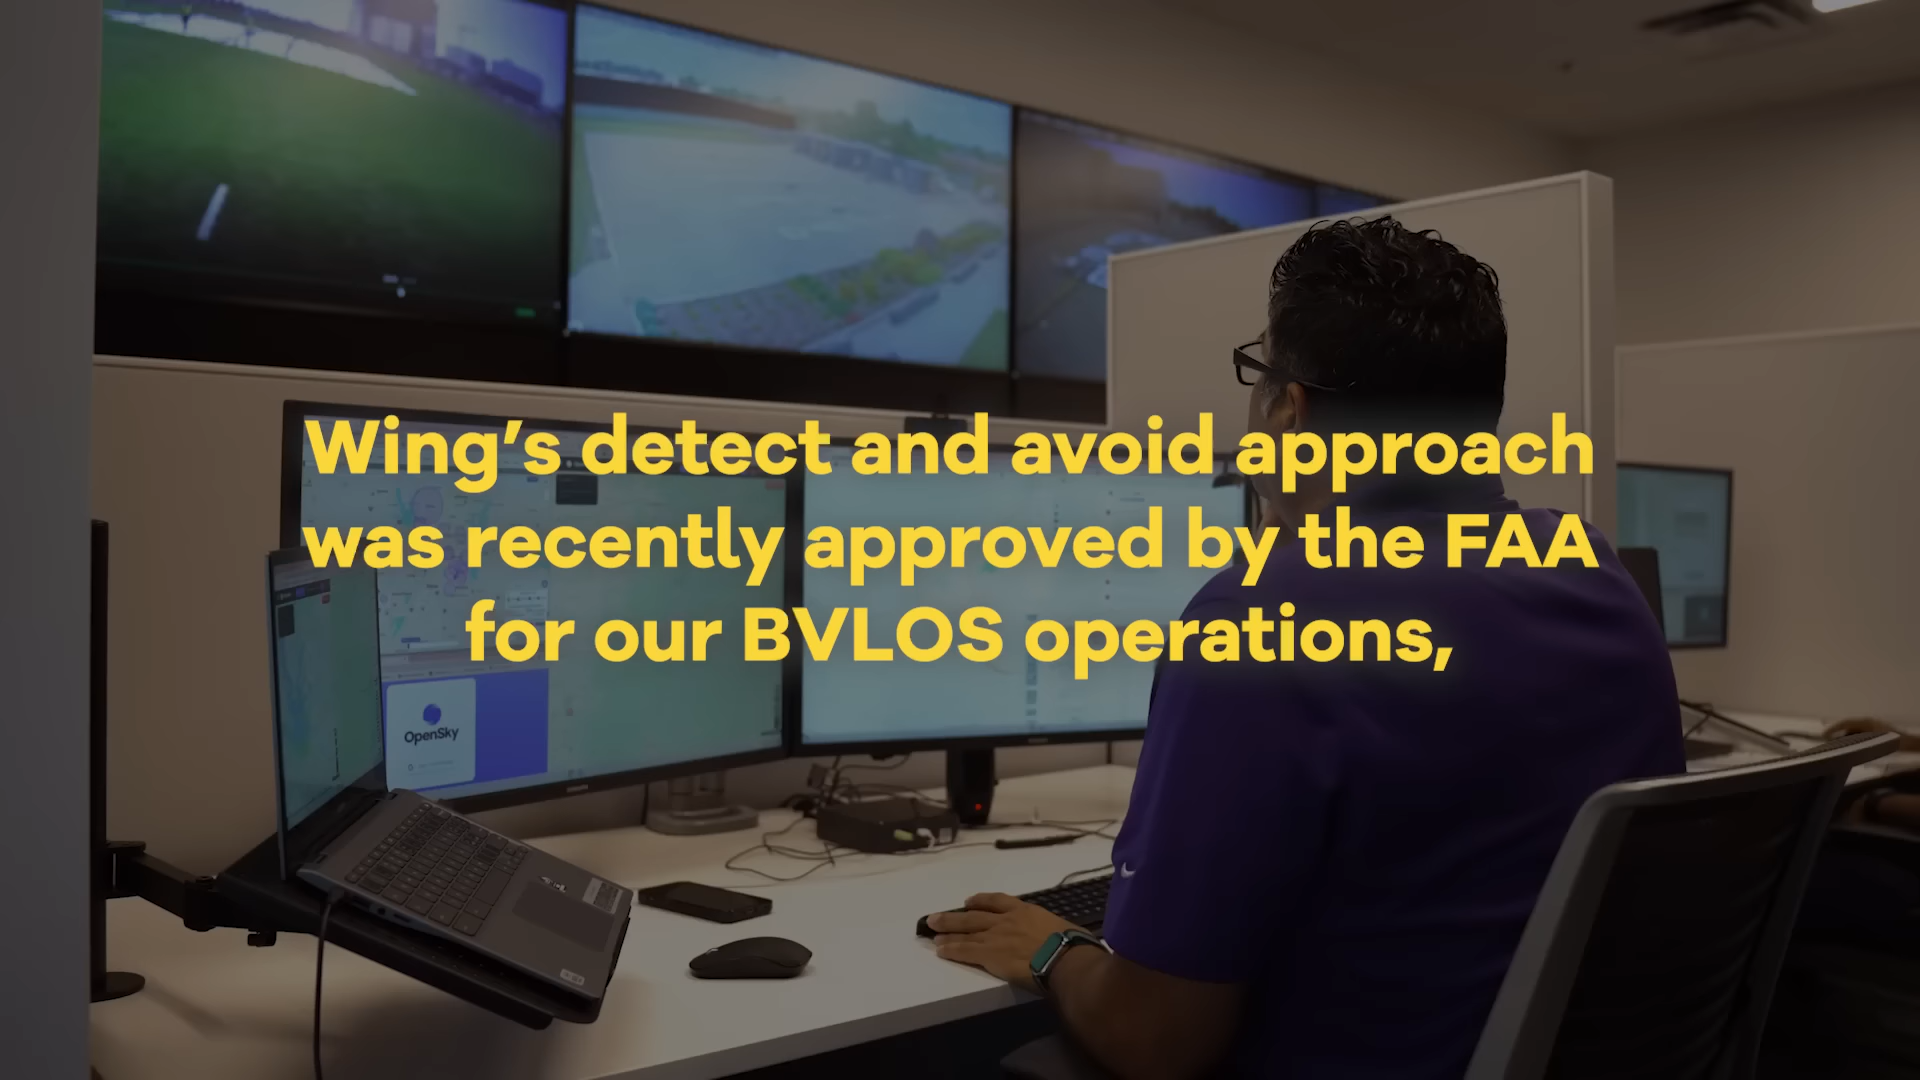 Wing’s detect and avoid approach
was recently approved by the FAA
for our BVLOS operations,
OpenSky